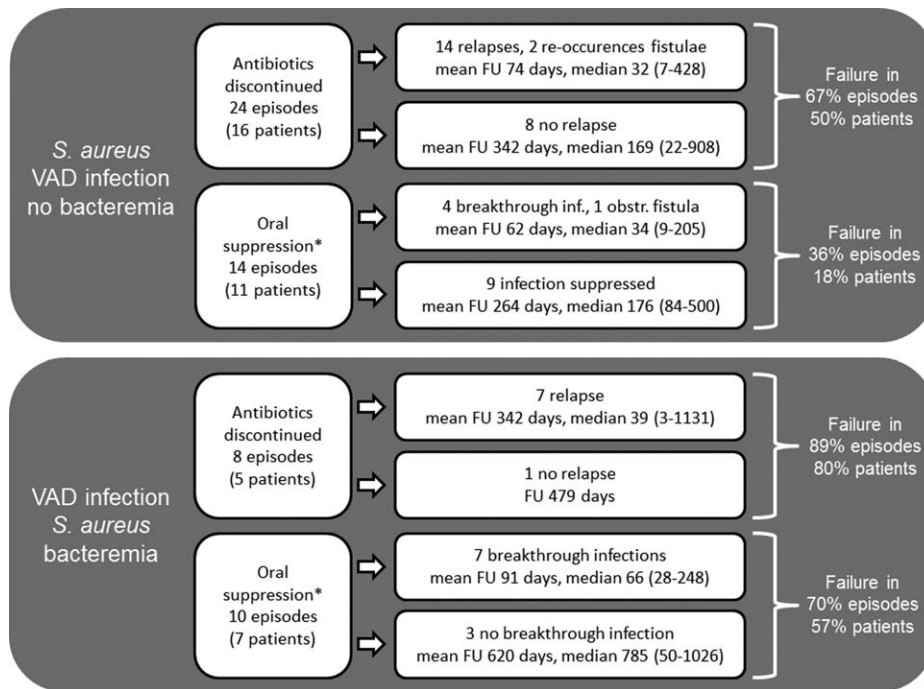 S. aureus
VAD infection
no bacteremia
Antibiotics
discontinued
24 episodes
(16 patients)
14 relapses, 2 re-occurences fistulae
mean FU 74 days, median 32 (7-428)
8 no relapse
mean FU 342 days, median 169 (22-908)
Failure in
67% episodes
50% patients
Oral
suppression*
14 episodes
(11 patients)
4 breakthrough inf., 1 obstr. fistula
mean FU 62 days, median 34 (9-205)
9 infection suppressed
mean FU 264 days, median 176 (84-500)
Failure in
36% episodes
18% patients
VAD infection
S. aureus
bacteremia
Antibiotics
discontinued
8 episodes
(5 patients)
7 relapse
mean FU 342 days, median 39 (3-1131)
1 no relapse
FU 479 days
Failure in
89% episodes
80% patients
Oral
suppression*
10 episodes
(7 patients)
7 breakthrough infections
mean FU 91 days, median 66 (28-248)
3 no breakthrough infection
mean FU 620 days, median 785 (50-1026)
Failure in
70% episodes
57% patients